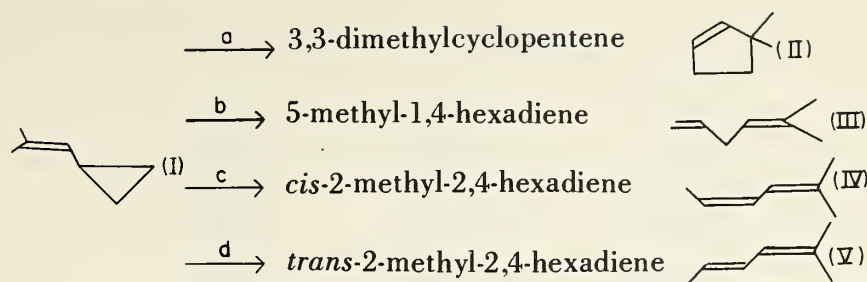 a 3,3-dimethylcyclopentene (II)
b 5-methyl-1,4-hexadiene (III)
(I) c cis-2-methyl-2,4-hexadiene (IV)
d trans-2-methyl-2,4-hexadiene (V)